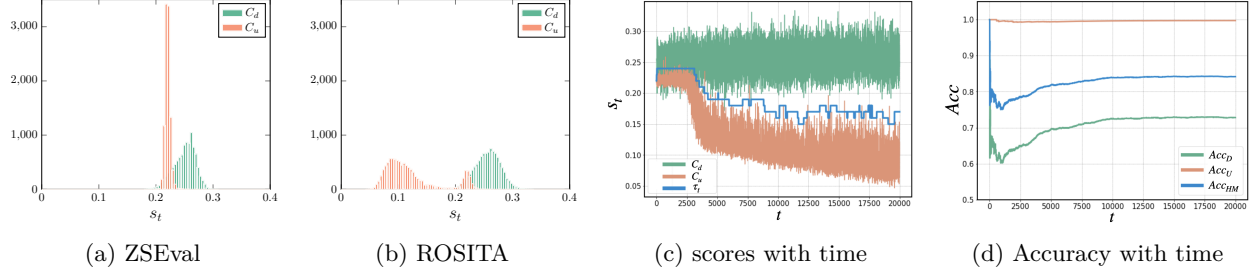 C_d
C_u
3,000
2,000
1,000
0
0 0.1 0.2 0.3 0.4
s_t
(a) ZSEval
C_d
C_u
3,000
2,000
1,000
0
0 0.1 0.2 0.3 0.4
s_t
(b) ROSITA
s_t
0.30
0.25
0.20
0.15
0.10
0.05
C_d
C_u
τ_t
0 2500 5000 7500 10000 12500 15000 17500 20000
t
(c) scores with time
Acc
1.0
0.9
0.8
0.7
0.6
0.5
Acc_D
Acc_U
Acc_HM
0 2500 5000 7500 10000 12500 15000 17500 20000
t
(d) Accuracy with time